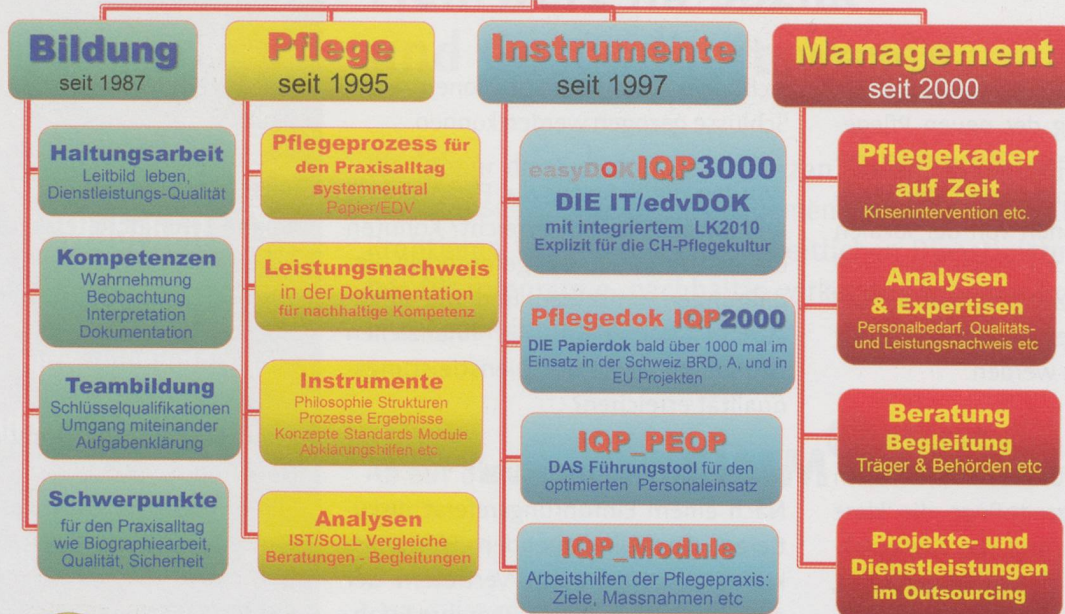 Bildung
seit 1987
Haltungsarbeit
Leitbild leben,
Dienstleistungs-Qualität
Kompetenzen
Wahrnehmung
Beobachtung
Interpretation
Dokumentation
Teambildung
Schlüsselqualifikationen
Umgang miteinander
Aufgabenklärung
Schwerpunkte
für den Praxisalltag
wie Biographiearbeit,
Qualität, Sicherheit
Pflege
seit 1995
Pflegeprozess für
den Praxisalltag
systemneutral
Papier/EDV
Leistungsnachweis
in der Dokumentation
für nachhaltige Kompetenz
Instrumente
Philosophie Strukturen
Prozesse Ergebnisse
Konzepte Standards Module
Abklärungshilfen etc
Analysen
IST/SOLL Vergleiche
Beratungen - Begleitungen
Instrumente
seit 1997
easyDOK IQP3000
DIE IT/edvDOK
mit integriertem LK2010
Explizit für die CH-Pflegekultur
Pflegedok IQP2000
DIE Papierdok bald über 1000 mal im
Einsatz in der Schweiz BRD, A, und in
EU Projekten
IQP_PEOP
DAS Führungstool für den
optimierten Personaleinsatz
IQP_Module
Arbeitshilfen der Pflegepraxis:
Ziele, Massnahmen etc
Management
seit 2000
Pflegekader
auf Zeit
Krisenintervention etc.
Analysen
& Expertisen
Personalbedarf, Qualitäts-
und Leistungsnachweis etc
Beratung
Begleitung
Träger & Behörden etc
Projekte- und
Dienstleistungen
im Outsourcing